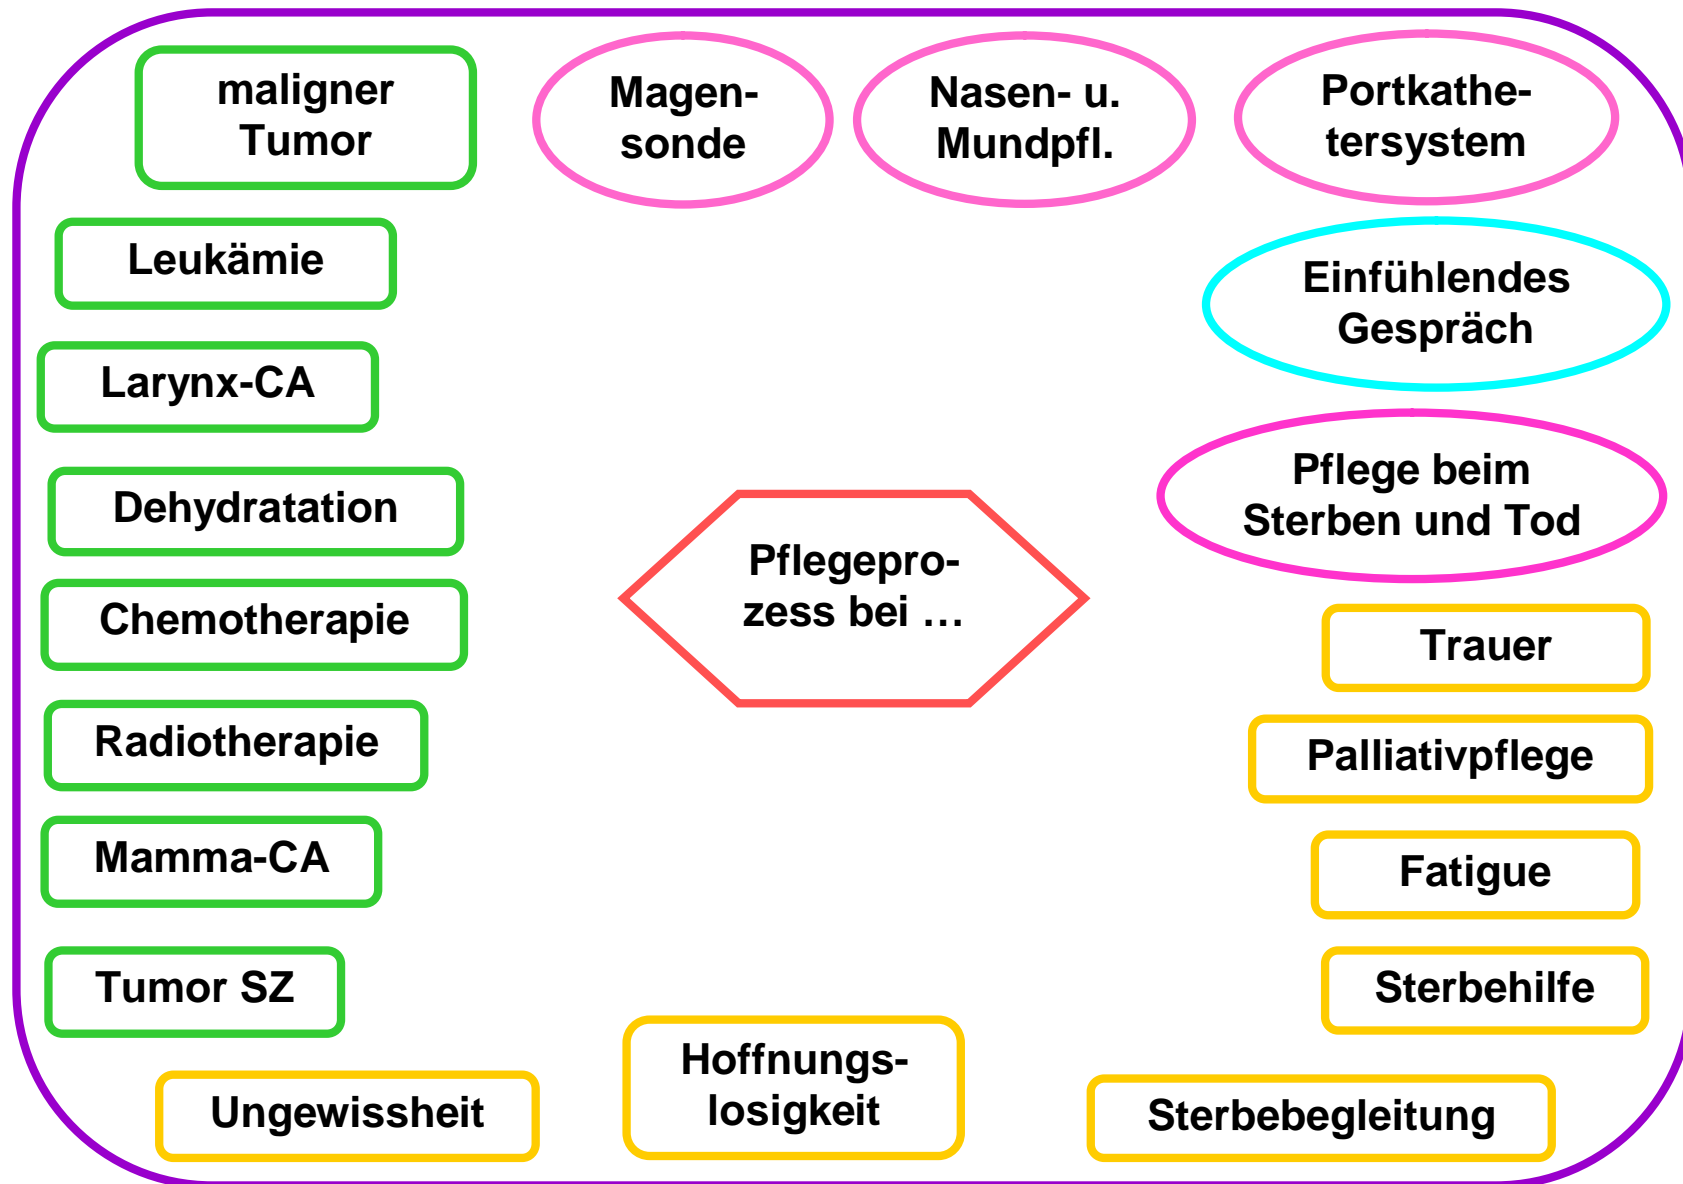 maligner
Tumor
Magen-
sonde
Nasen- u.
Mundpfl.
Portkathe-
tersystem
Leukämie
Einfühlendes
Gespräch
Larynx-CA
Pflege beim
Sterben und Tod
Dehydratation
Pflegepro-
zess bei …
Chemotherapie
Trauer
Radiotherapie
Palliativpflege
Mamma-CA
Fatigue
Tumor SZ
Sterbehilfe
Hoffnungs-
losigkeit
Ungewissheit
Sterbebegleitung